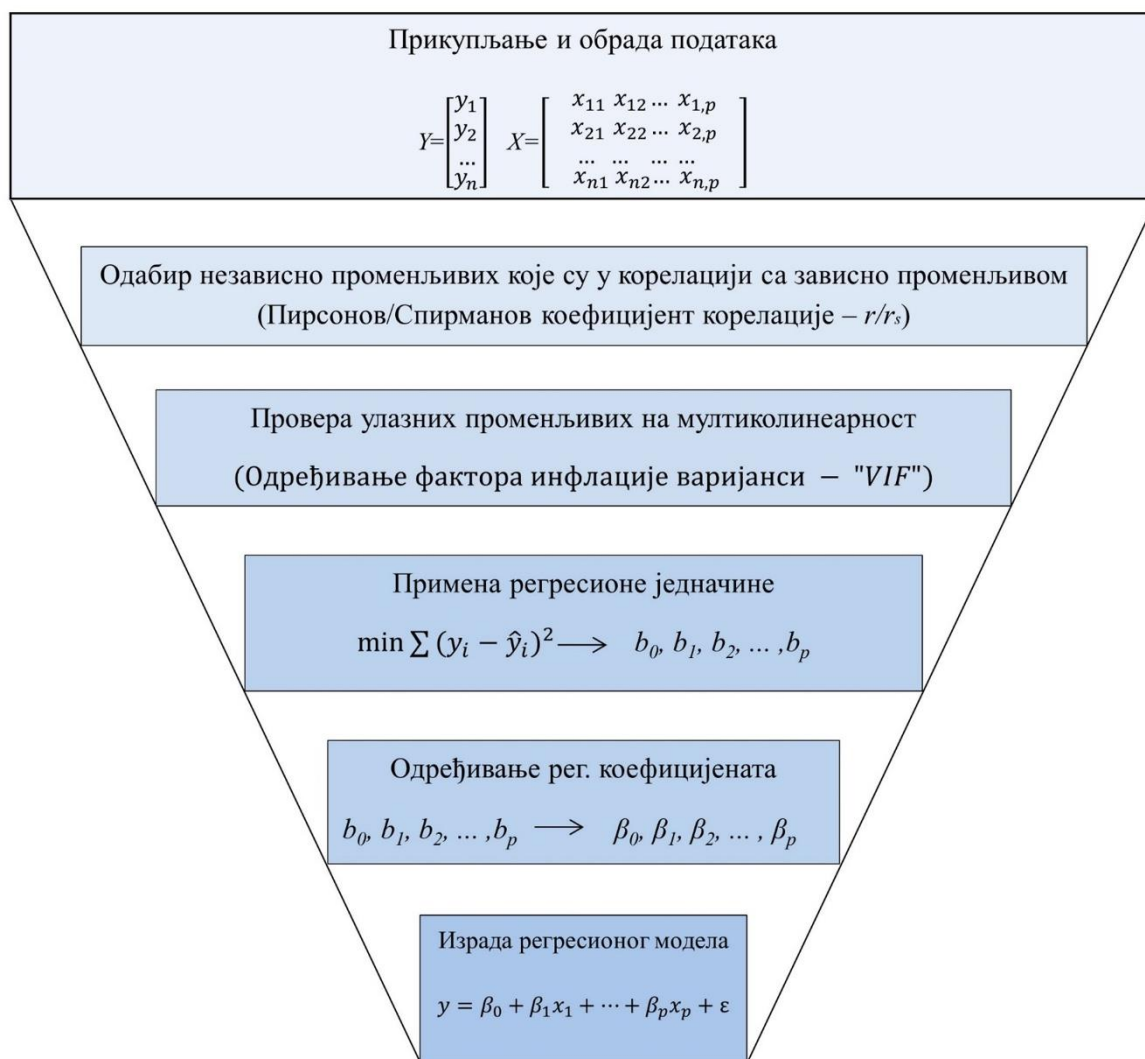 Прикупљање и обрада података
Y=[y₁ y₂ ... yₙ] X=[x₁₁ x₁₂ ... x₁,ₚ
x₂₁ x₂₂ ... x₂,ₚ
... ... ... ...
xₙ₁ xₙ₂ ... xₙ,ₚ]
Одабир независно променљивих које су у корелацији са зависно променљивом
(Пирсонов/Спирманов коефицијент корелације – r/rₛ)
Провера улазних променљивих на мултиколинеарност
(Одређивање фактора инфлације варијанси − "VIF")
Примена регресионе једначине
min ∑ (yᵢ − ŷᵢ)² ⟶ b₀, b₁, b₂, ... ,bₚ
Одређивање рег. коефицијената
b₀, b₁, b₂, ... ,bₚ ⟶ β₀, β₁, β₂, ... , βₚ
Израда регресионог модела
y = β₀ + β₁x₁ + ⋯ + βₚxₚ + ε